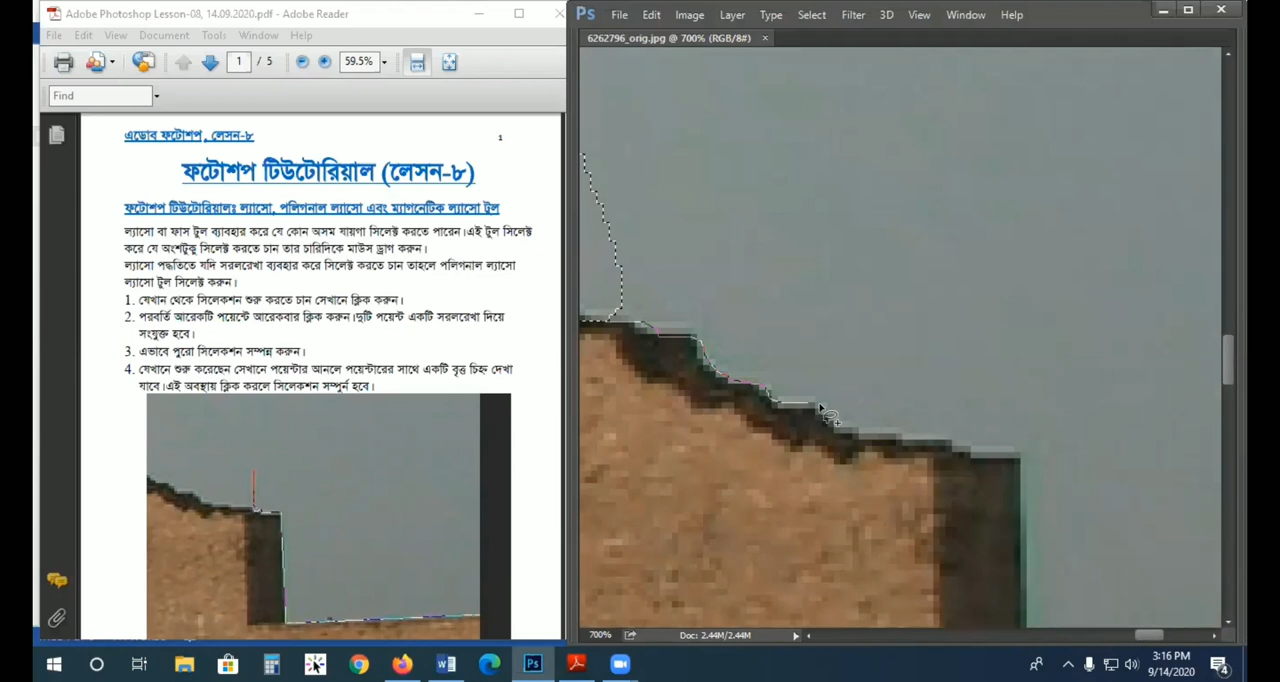 Adobe Photoshop Lesson-08, 14.09.2020.pdf - Adobe Reader
File Edit View Document Tools Window Help
1 / 5 59.5%
Find
এডোব ফটোশপ, লেসন-৮
1
ফটোশপ টিউটোরিয়াল (লেসন-৮)
ফটোশপ টিউটোরিয়ালঃ ল্যাসো, পলিগনাল ল্যাসো এবং ম্যাগনেটিক ল্যাসো টুল
ল্যাসো বা ফাস টুল ব্যাবহার করে যে কোন অসম যায়গা সিলেক্ট করতে পারেন।এই টুল সিলেক্ট
করে যে অংশটুকু সিলেক্ট করতে চান তার চারিদিকে মাউস ড্রাগ করুন।
ল্যাসো পদ্ধতিতে যদি সরলরেখা ব্যবহার করে সিলেক্ট করতে চান তাহলে পলিগনাল ল্যাসো
ল্যাসো টুল সিলেক্ট করুন।
1. যেখান থেকে সিলেকশন শুরু করতে চান সেখানে ক্লিক করুন।
2. পরবর্তি আরেকটি পয়েন্টে আরেকবার ক্লিক করুন।দুটি পয়েন্ট একটি সরলরেখা দিয়ে
সংযুক্ত হবে।
3. এভাবে পুরো সিলেকশন সম্পন্ন করুন।
4. যেখানে শুরু করেছেন সেখানে পয়েন্টার আনলে পয়েন্টারের সাথে একটি বৃত্ত চিহ্ন দেখা
যাবে।এই অবস্থায় ক্লিক করলে সিলেকশন সম্পুর্ন হবে।
Ps File Edit Image Layer Type Select Filter 3D View Window Help
6262796_orig.jpg @ 700% (RGB/8#) ×
700% Doc: 2.44M/2.44M
3:16 PM
9/14/2020
4